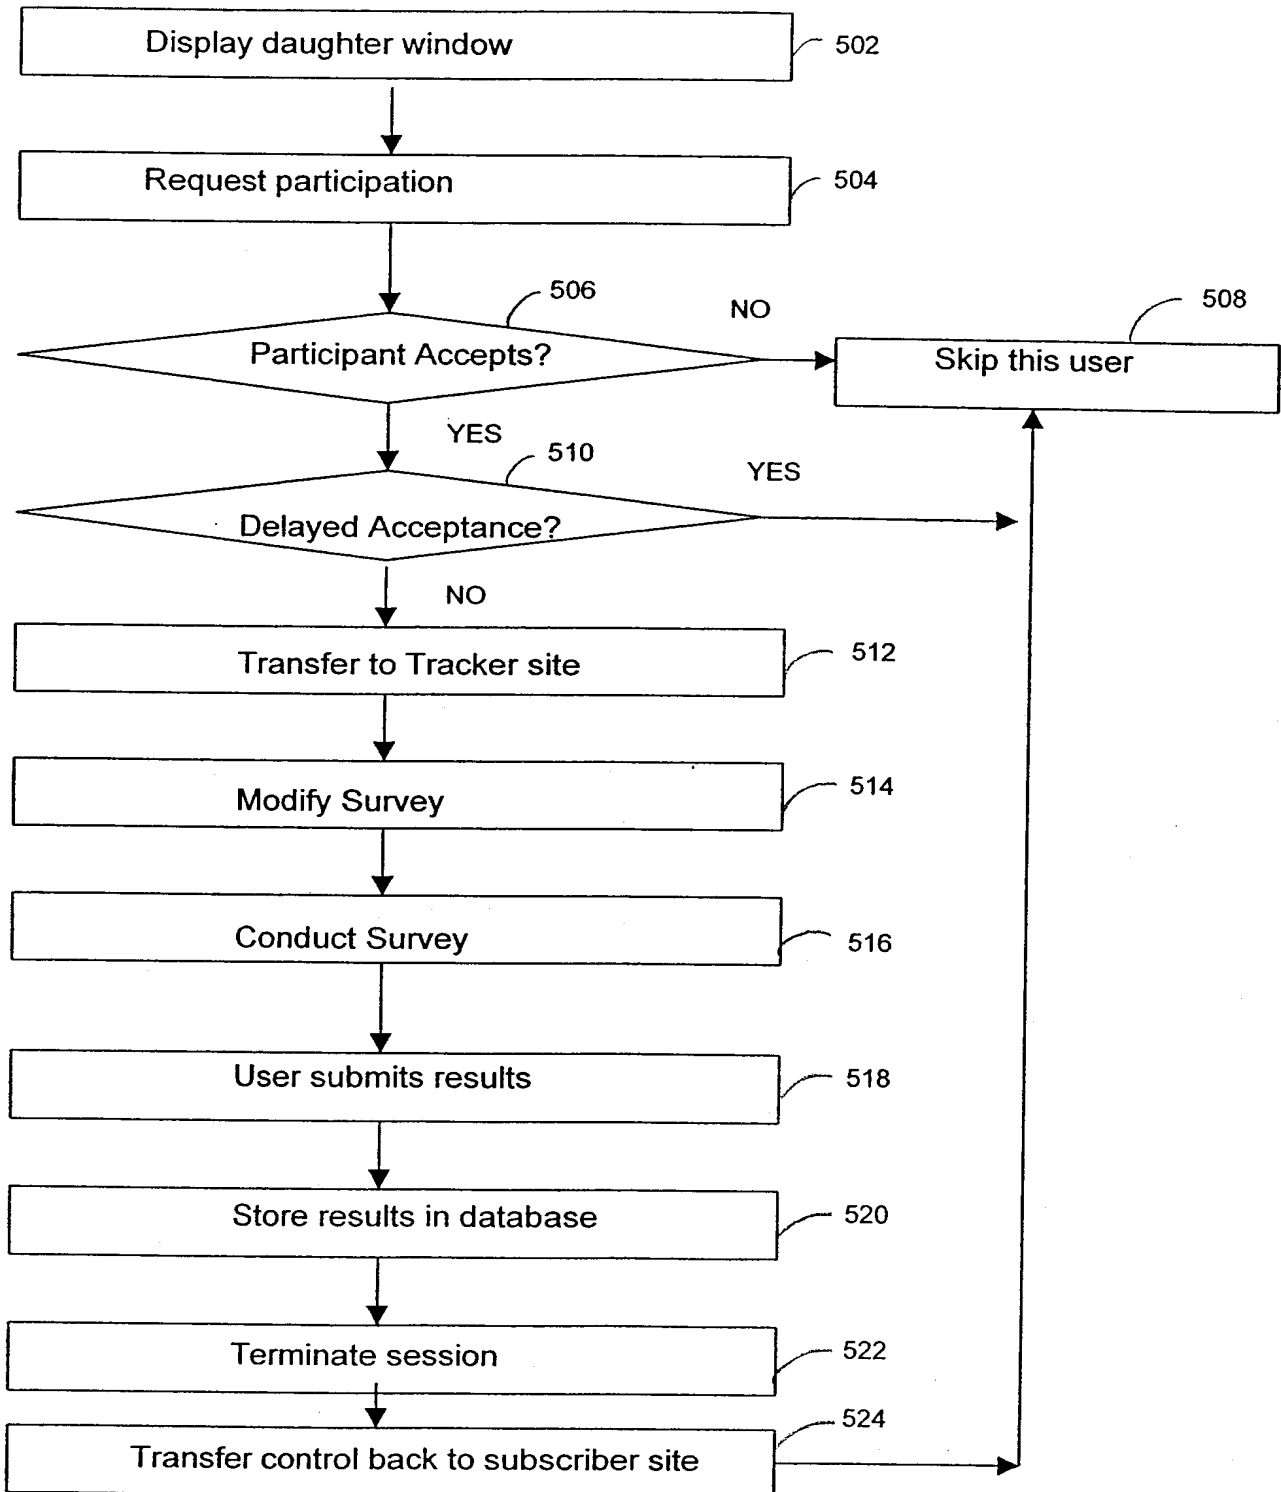 Display daughter window
502
Request participation
504
506
NO
508
Participant Accepts?
Skip this user
YES
510
YES
Delayed Acceptance?
NO
Transfer to Tracker site
512
Modify Survey
514
Conduct Survey
516
User submits results
518
Store results in database
520
Terminate session
522
524
Transfer control back to subscriber site